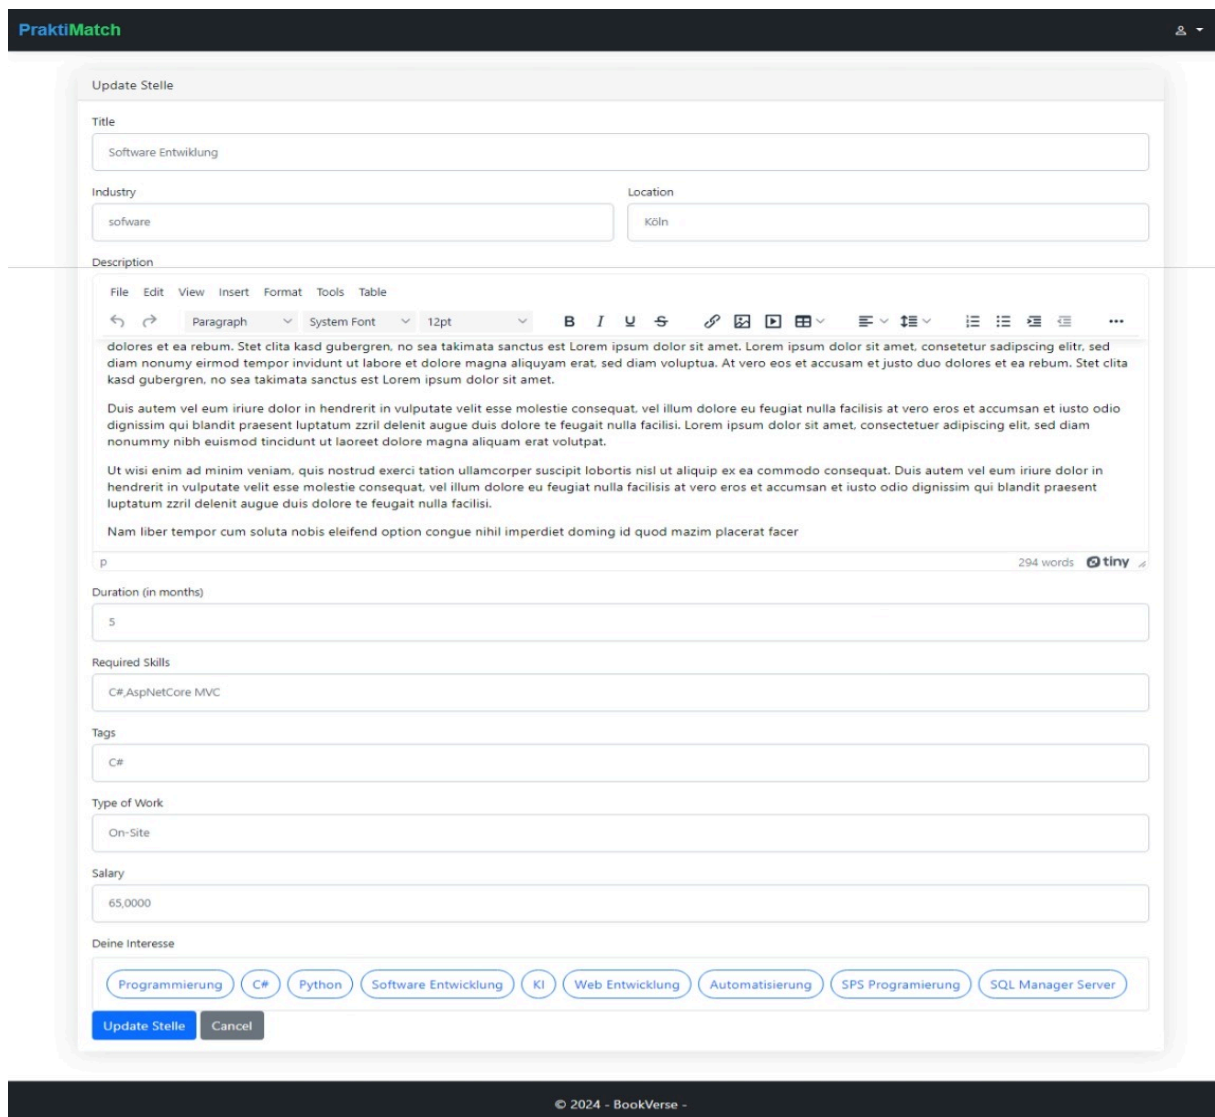 PraktiMatch
Update Stelle
Title
Software Entwiklung
Industry
Location
sofware
Köln
Description
File Edit View Insert Format Tools Table
Paragraph System Font 12pt B I U S
dolores et ea rebum. Stet clita kasd gubergren, no sea takimata sanctus est Lorem ipsum dolor sit amet. Lorem ipsum dolor sit amet, consetetur sadipscing elitr, sed
diam nonumy eirmod tempor invidunt ut labore et dolore magna aliquyam erat, sed diam voluptua. At vero eos et accusam et justo duo dolores et ea rebum. Stet clita
kasd gubergren, no sea takimata sanctus est Lorem ipsum dolor sit amet.
Duis autem vel eum iriure dolor in hendrerit in vulputate velit esse molestie consequat, vel illum dolore eu feugiat nulla facilisis at vero eros et accumsan et iusto odio
dignissim qui blandit praesent luptatum zzril delenit augue duis dolore te feugait nulla facilisi. Lorem ipsum dolor sit amet, consectetuer adipiscing elit, sed diam
nonummy nibh euismod tincidunt ut laoreet dolore magna aliquam erat volutpat.
Ut wisi enim ad minim veniam, quis nostrud exerci tation ullamcorper suscipit lobortis nisl ut aliquip ex ea commodo consequat. Duis autem vel eum iriure dolor in
hendrerit in vulputate velit esse molestie consequat, vel illum dolore eu feugiat nulla facilisis at vero eros et accumsan et iusto odio dignissim qui blandit praesent
luptatum zzril delenit augue duis dolore te feugait nulla facilisi.
Nam liber tempor cum soluta nobis eleifend option congue nihil imperdiet doming id quod mazim placerat facer
p 294 words tiny
Duration (in months)
5
Required Skills
C#,AspNetCore MVC
Tags
C#
Type of Work
On-Site
Salary
65,0000
Deine Interesse
Programmierung C# Python Software Entwicklung KI Web Entwicklung Automatisierung SPS Programierung SQL Manager Server
Update Stelle Cancel
© 2024 - BookVerse -